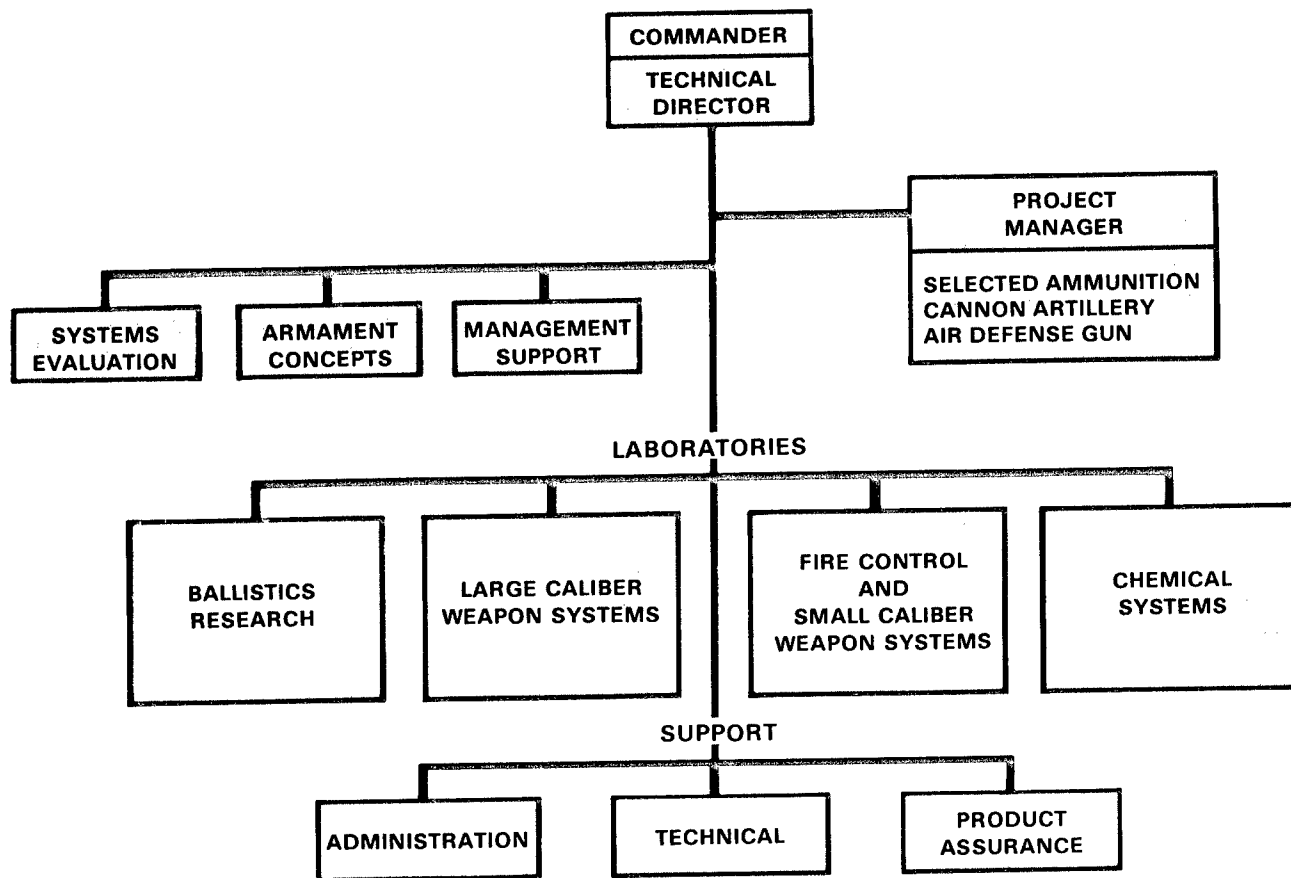 COMMANDER
TECHNICAL
DIRECTOR
PROJECT
MANAGER
SELECTED AMMUNITION
CANNON ARTILLERY
AIR DEFENSE GUN
SYSTEMS
EVALUATION
ARMAMENT
CONCEPTS
MANAGEMENT
SUPPORT
LABORATORIES
BALLISTICS
RESEARCH
LARGE CALIBER
WEAPON SYSTEMS
FIRE CONTROL
AND
SMALL CALIBER
WEAPON SYSTEMS
CHEMICAL
SYSTEMS
SUPPORT
ADMINISTRATION
TECHNICAL
PRODUCT
ASSURANCE